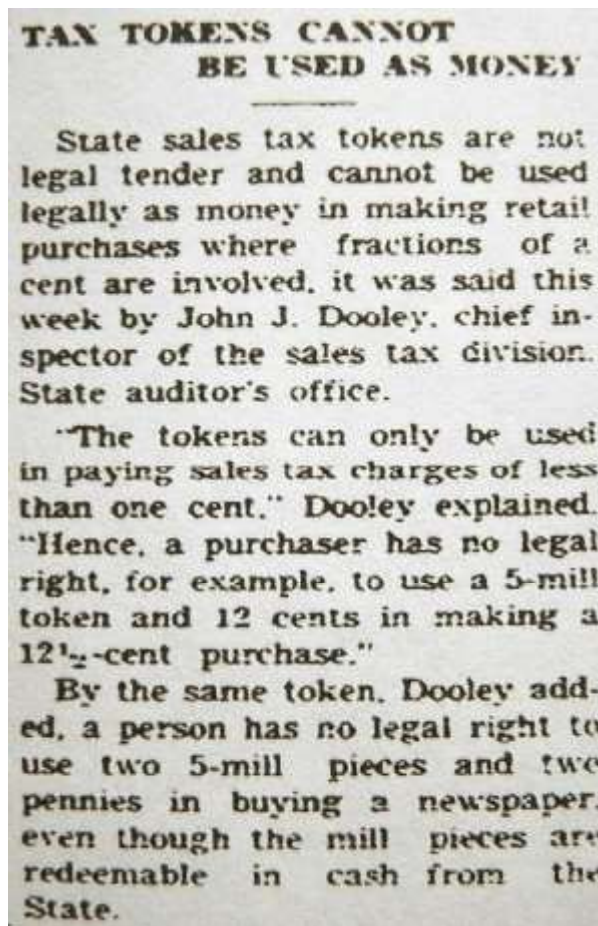 TAX TOKENS CANNOT
BE USED AS MONEY
State sales tax tokens are not
legal tender and cannot be used
legally as money in making retail
purchases where fractions of a
cent are involved, it was said this
week by John J. Dooley, chief in-
spector of the sales tax division,
State auditor's office.
"The tokens can only be used
in paying sales tax charges of less
than one cent," Dooley explained.
"Hence, a purchaser has no legal
right, for example, to use a 5-mill
token and 12 cents in making a
12½-cent purchase."
By the same token, Dooley add-
ed, a person has no legal right to
use two 5-mill pieces and two
pennies in buying a newspaper,
even though the mill pieces are
redeemable in cash from the
State.